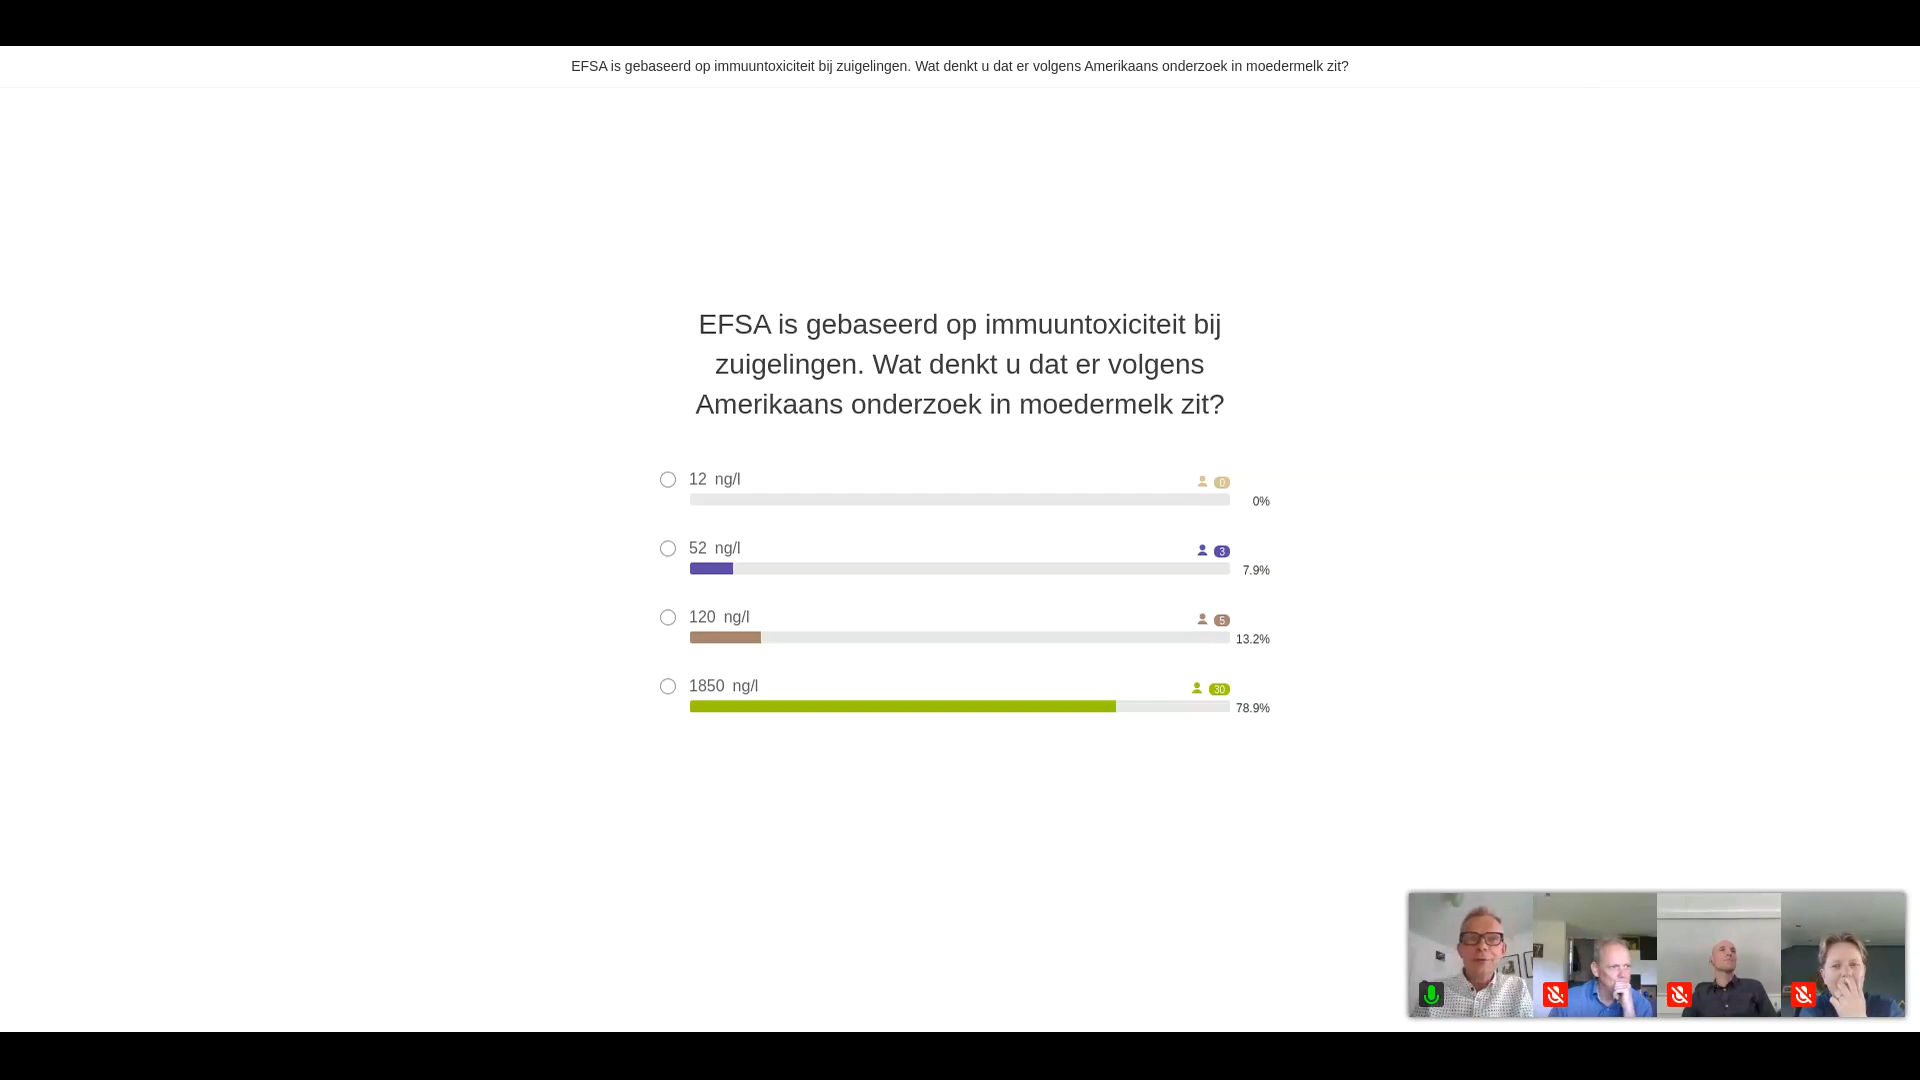 EFSA is gebaseerd op immuuntoxiciteit bij zuigelingen. Wat denkt u dat er volgens Amerikaans onderzoek in moedermelk zit?
EFSA is gebaseerd op immuuntoxiciteit bij
zuigelingen. Wat denkt u dat er volgens
Amerikaans onderzoek in moedermelk zit?
12 ng/l 0
0%
52 ng/l 3
7.9%
120 ng/l 5
13.2%
1850 ng/l 30
78.9%